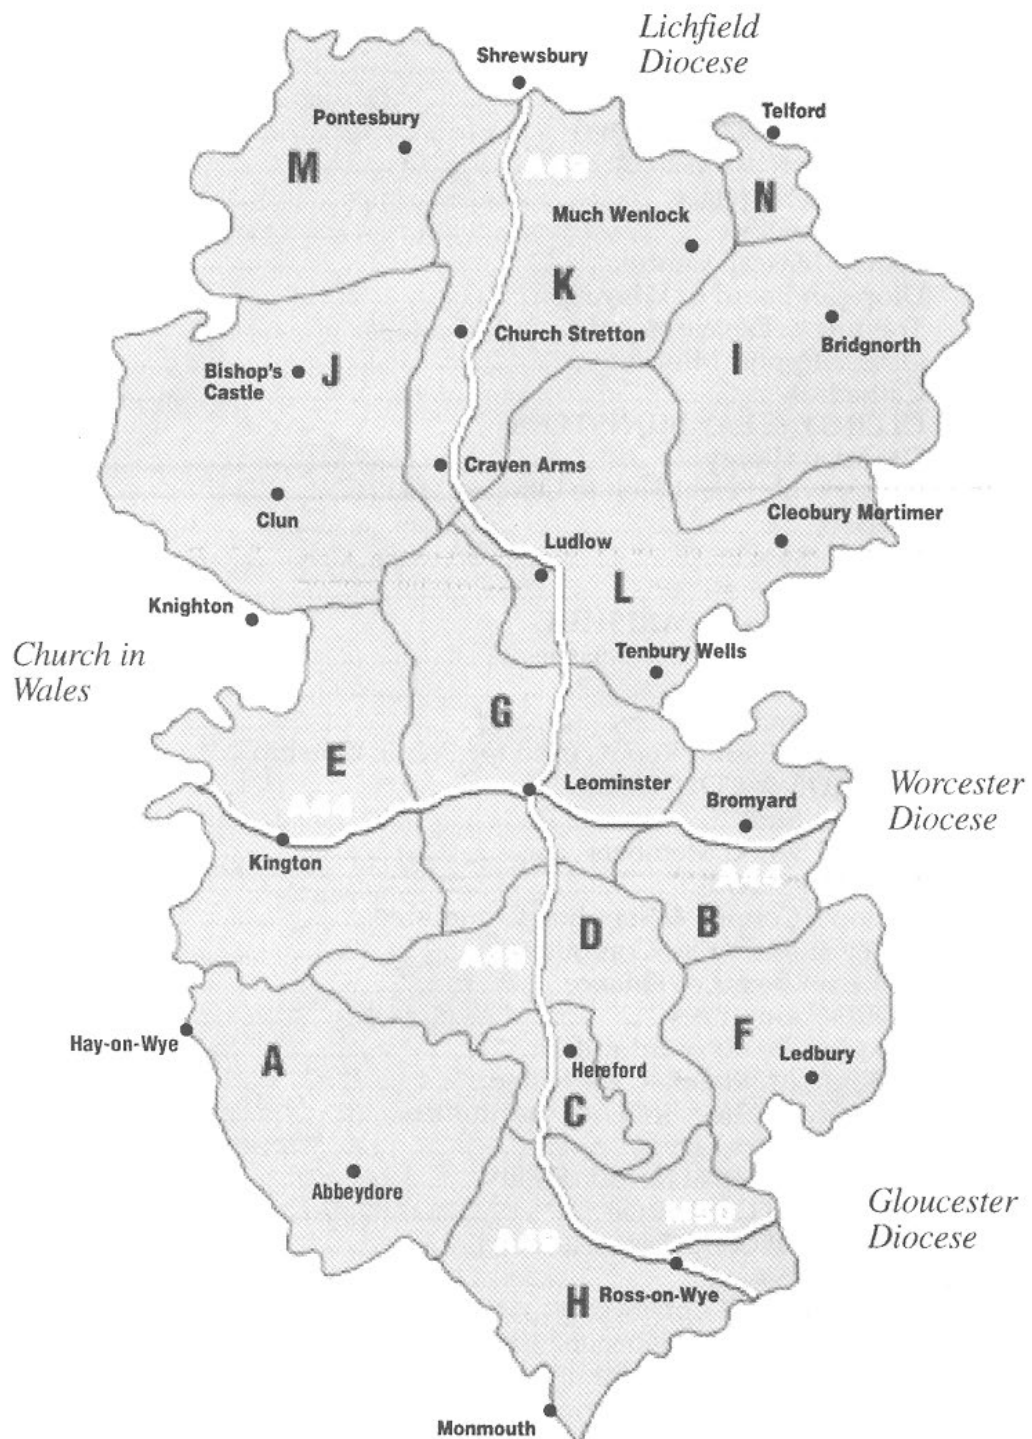 Lichfield
Diocese
Shrewsbury
Telford
Pontesbury
M
A49
N
Much Wenlock
K
Church Stretton
Bridgnorth
I
Bishop's
Castle
J
Craven Arms
Clun
Cleobury Mortimer
Ludlow
L
Knighton
Church in
Wales
Tenbury Wells
G
E
Leominster
Bromyard
Worcester
Diocese
A44
Kington
A44
B
D
A49
F
Hay-on-Wye
A
Hereford
Ledbury
C
Abbeydore
Gloucester
Diocese
M50
A49
H
Ross-on-Wye
Monmouth